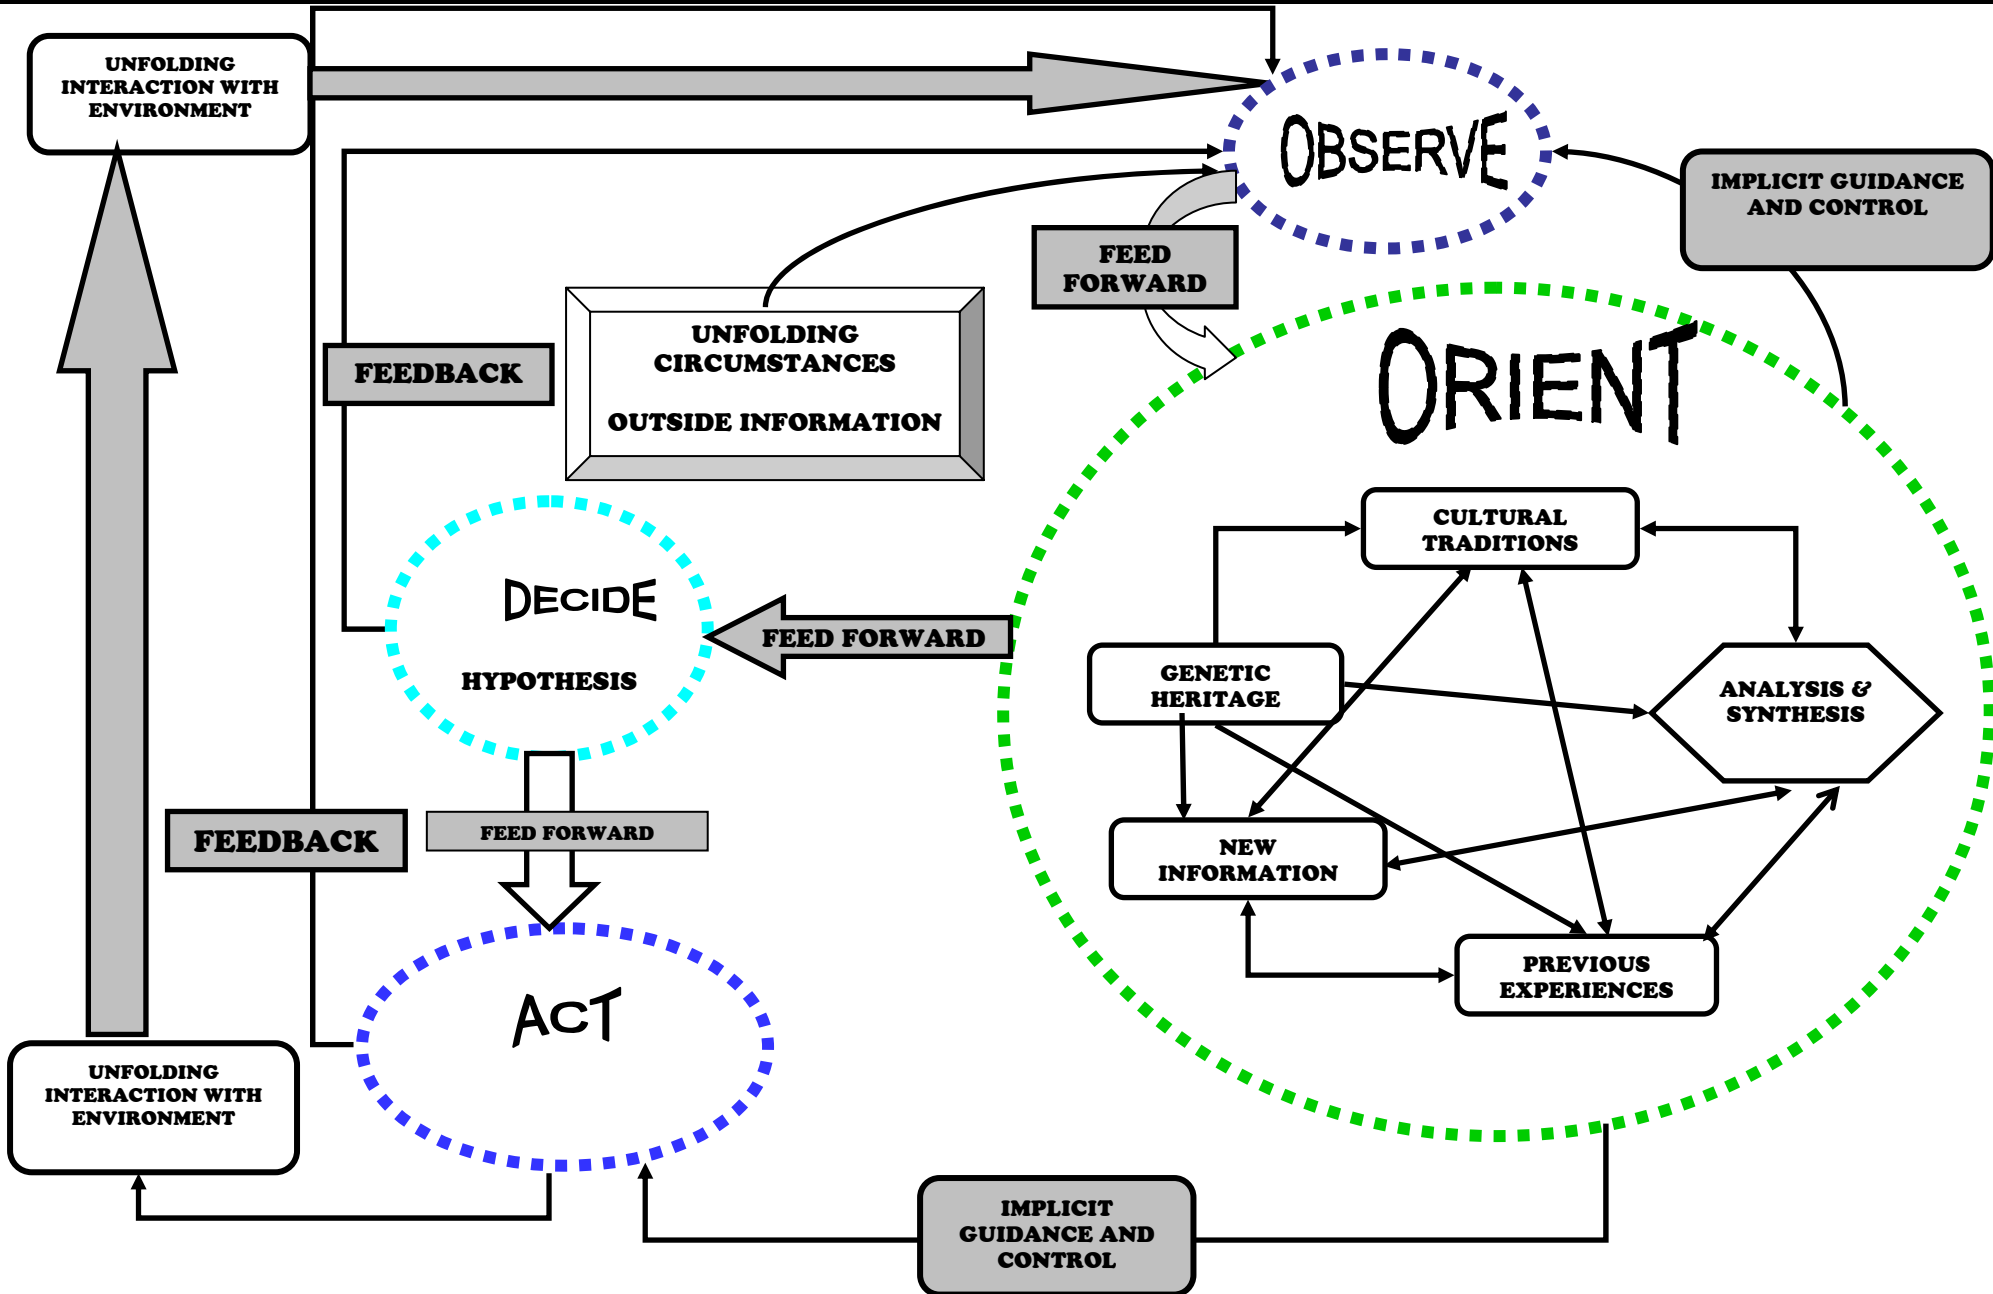 UNFOLDING
INTERACTION WITH
ENVIRONMENT
OBSERVE
IMPLICIT GUIDANCE
AND CONTROL
FEED
FORWARD
UNFOLDING
CIRCUMSTANCES
OUTSIDE INFORMATION
FEEDBACK
ORIENT
CULTURAL
TRADITIONS
DECIDE
HYPOTHESIS
FEED FORWARD
GENETIC
HERITAGE
ANALYSIS &
SYNTHESIS
FEEDBACK
FEED FORWARD
NEW
INFORMATION
PREVIOUS
EXPERIENCES
ACT
UNFOLDING
INTERACTION WITH
ENVIRONMENT
IMPLICIT
GUIDANCE AND
CONTROL